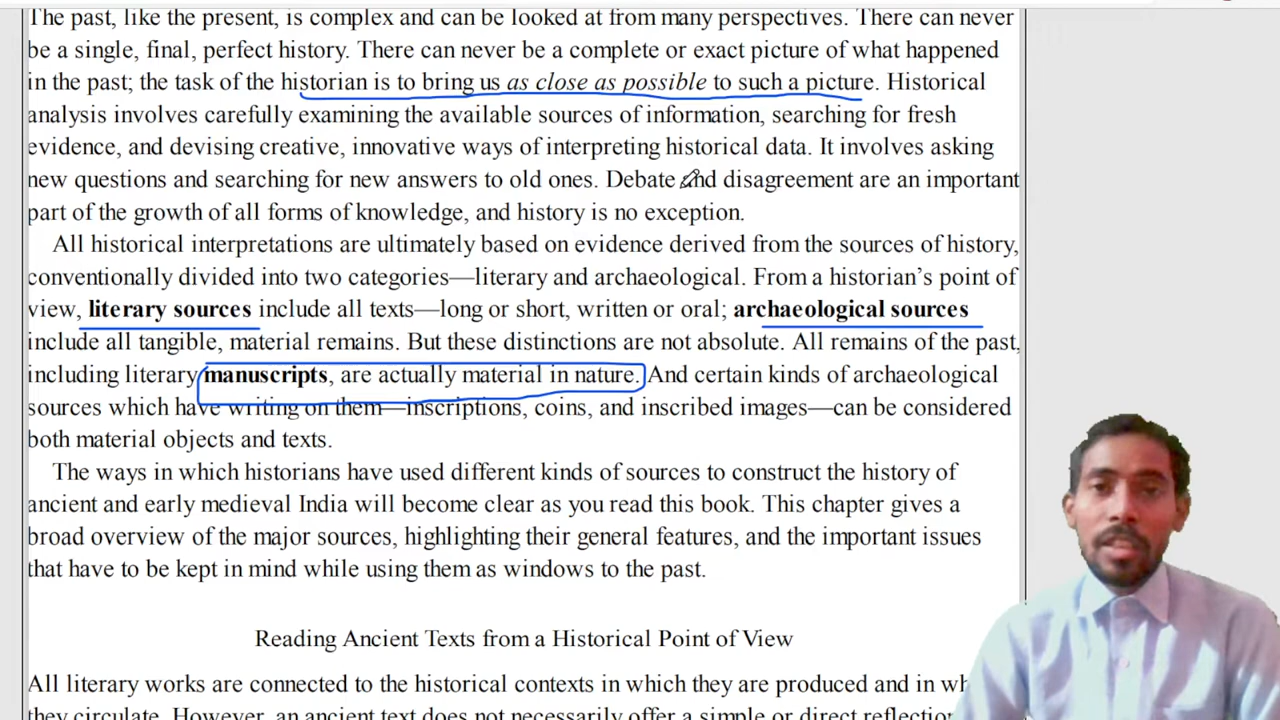 The past, like the present, is complex and can be looked at from many perspectives. There can never
be a single, final, perfect history. There can never be a complete or exact picture of what happened
in the past; the task of the historian is to bring us as close as possible to such a picture. Historical
analysis involves carefully examining the available sources of information, searching for fresh
evidence, and devising creative, innovative ways of interpreting historical data. It involves asking
new questions and searching for new answers to old ones. Debate and disagreement are an important
part of the growth of all forms of knowledge, and history is no exception.
All historical interpretations are ultimately based on evidence derived from the sources of history,
conventionally divided into two categories—literary and archaeological. From a historian’s point of
view, literary sources include all texts—long or short, written or oral; archaeological sources
include all tangible, material remains. But these distinctions are not absolute. All remains of the past,
including literary manuscripts, are actually material in nature. And certain kinds of archaeological
sources which have writing on them—inscriptions, coins, and inscribed images—can be considered
both material objects and texts.
The ways in which historians have used different kinds of sources to construct the history of
ancient and early medieval India will become clear as you read this book. This chapter gives a
broad overview of the major sources, highlighting their general features, and the important issues
that have to be kept in mind while using them as windows to the past.
Reading Ancient Texts from a Historical Point of View
All literary works are connected to the historical contexts in which they are produced and in wh
they circulate. However, an ancient text does not necessarily offer a simple or direct reflection